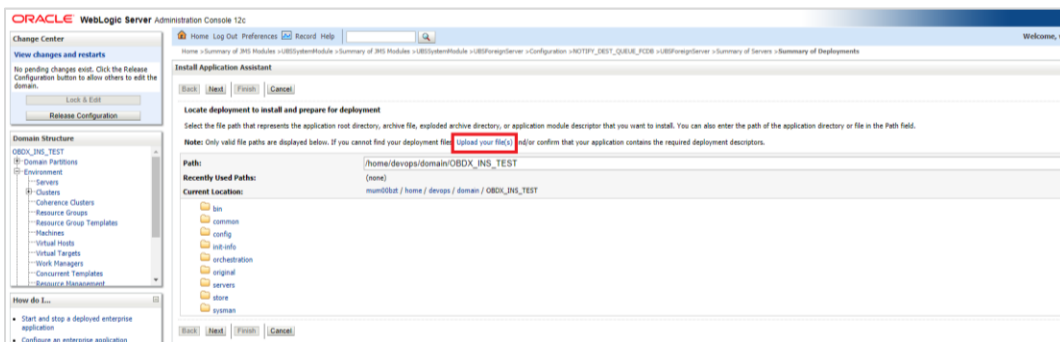 ORACLE WebLogic Server Administration Console 12c
Change Center
View changes and restarts
No pending changes exist. Click the Release
Configuration button to allow others to edit the
domain.
Lock & Edit
Release Configuration
Domain Structure
OBDX_INS_TEST
Domain Partitions
Environment
Servers
Clusters
Coherence Clusters
Resource Groups
Resource Group Templates
Machines
Virtual Hosts
Virtual Targets
Work Managers
Concurrent Templates
Resource Management
How do I...
Start and stop a deployed enterprise
application
Configure an enterprise application
Home Log Out Preferences Record Help
Welcome,
Home >Summary of JMS Modules >UBSSystemModule >Summary of JMS Modules >UBSSystemModule >UBSForeignServer >Configuration >NOTIFY_DEST_QUEUE_FCDB >UBSForeignServer >Summary of Servers >Summary of Deployments
Install Application Assistant
Back Next Finish Cancel
Locate deployment to install and prepare for deployment
Select the file path that represents the application root directory, archive file, exploded archive directory, or application module descriptor that you want to install. You can also enter the path of the application directory or file in the Path field.
Note: Only valid file paths are displayed below. If you cannot find your deployment files Upload your file(s) and/or confirm that your application contains the required deployment descriptors.
Path: /home/devops/domain/OBDX_INS_TEST
Recently Used Paths: (none)
Current Location: mum00bzt / home / devops / domain / OBDX_INS_TEST
bin
common
config
init-info
orchestration
original
servers
store
sysman
Back Next Finish Cancel